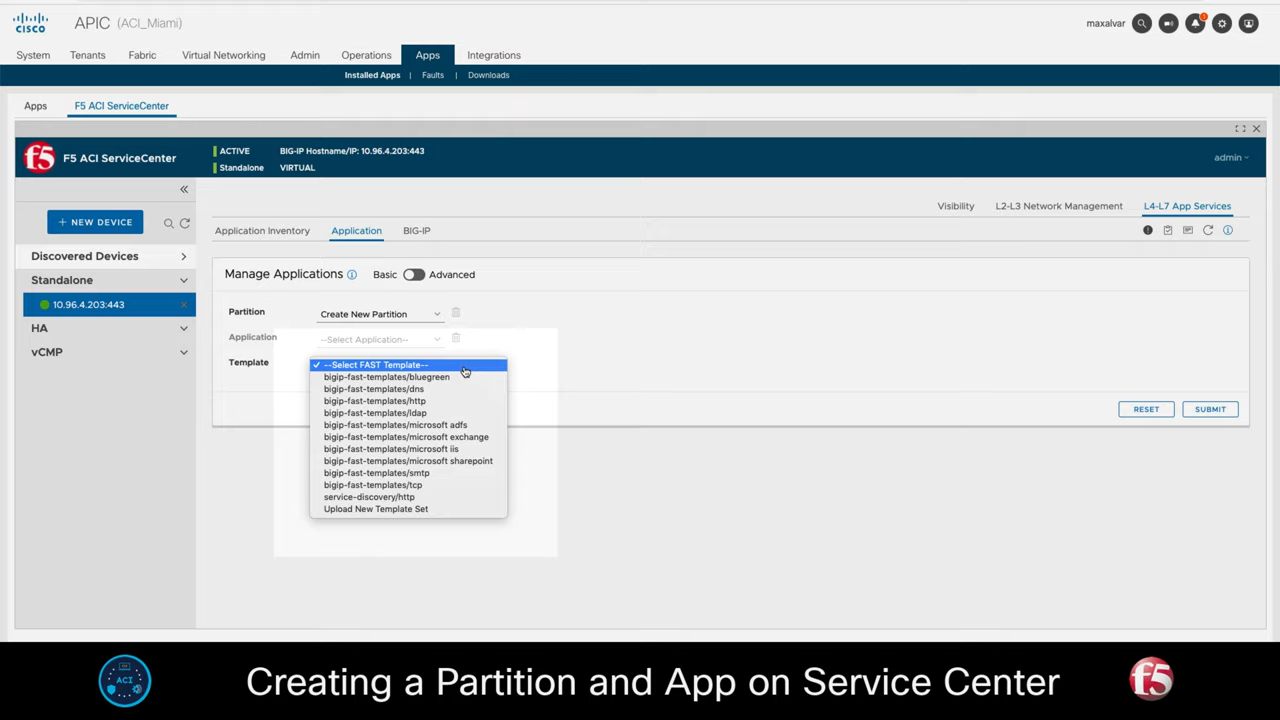 CISCO
APIC (ACI_Miami)
maxalvar
System Tenants Fabric Virtual Networking Admin Operations Apps Integrations
Installed Apps | Faults | Downloads
Apps F5 ACI ServiceCenter
f5 F5 ACI ServiceCenter
ACTIVE BIG-IP Hostname/IP: 10.96.4.203:443
Standalone VIRTUAL
admin
Visibility L2-L3 Network Management L4-L7 App Services
+ NEW DEVICE
Application Inventory Application BIG-IP
Discovered Devices
Standalone
10.96.4.203:443
HA
vCMP
Manage Applications Basic Advanced
Partition Create New Partition
Application --Select Application--
Template
--Select FAST Template--
bigip-fast-templates/bluegreen
bigip-fast-templates/dns
bigip-fast-templates/http
bigip-fast-templates/ldap
bigip-fast-templates/microsoft adfs
bigip-fast-templates/microsoft exchange
bigip-fast-templates/microsoft iis
bigip-fast-templates/microsoft sharepoint
bigip-fast-templates/smtp
bigip-fast-templates/tcp
service-discovery/http
Upload New Template Set
RESET SUBMIT
ACI
Creating a Partition and App on Service Center
f5